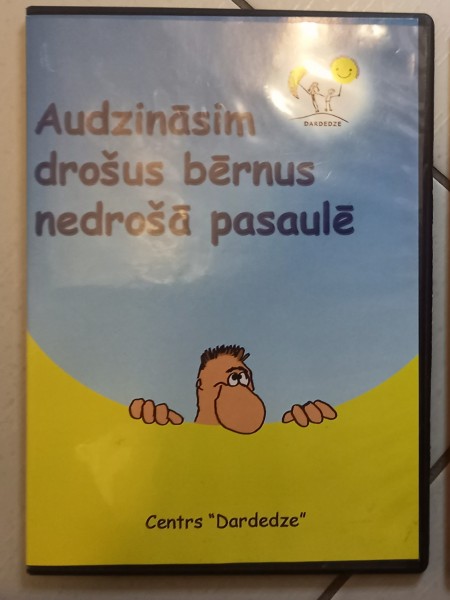 DARDEDZE
Audzināsim
drošus bērnus
nedrošā pasaulē
Centrs "Dardedze"